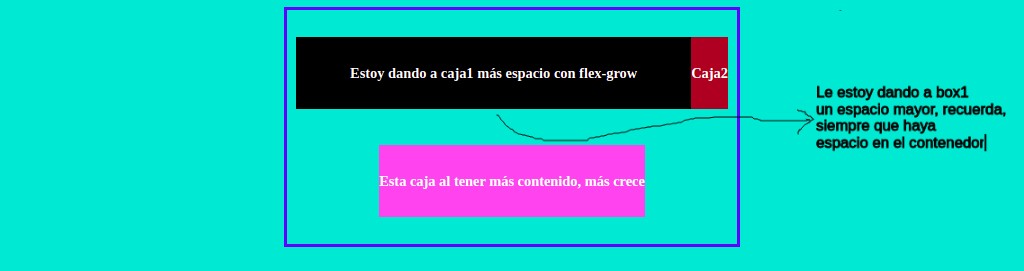 Estoy dando a caja1 más espacio con flex-grow
Caja2
Le estoy dando a box1
un espacio mayor, recuerda,
siempre que haya
espacio en el contenedor
Esta caja al tener más contenido, más crece